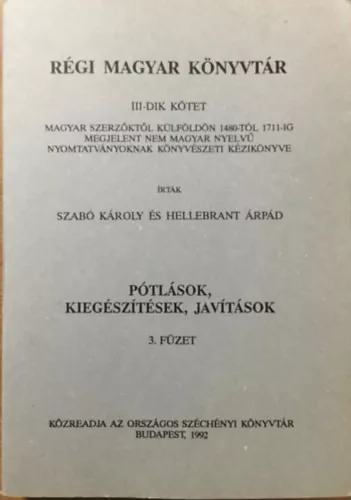 RÉGI MAGYAR KÖNYVTÁR
III-DIK KÖTET
MAGYAR SZERZŐKTŐL KÜLFÖLDÖN 1480-TÓL 1711-IG
MEGJELENT NEM MAGYAR NYELVŰ
NYOMTATVÁNYOKNAK KÖNYVÉSZETI KÉZIKÖNYVE
ÍRTÁK
SZABÓ KÁROLY ÉS HELLEBRANT ÁRPÁD
PÓTLÁSOK,
KIEGÉSZÍTÉSEK, JAVÍTÁSOK
3. FÜZET
KÖZREADJA AZ ORSZÁGOS SZÉCHÉNYI KÖNYVTÁR
BUDAPEST, 1992